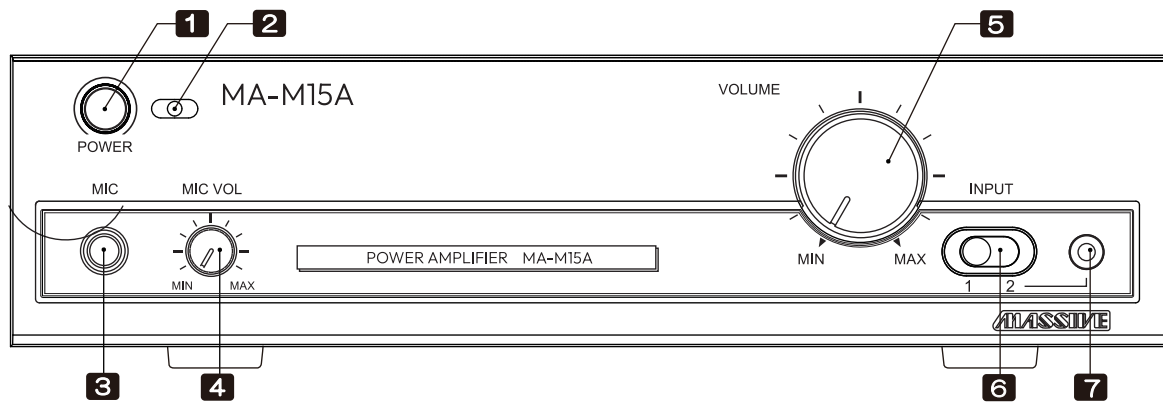 1 2 5
MA-M15A
VOLUME
POWER
MIC MIC VOL INPUT
POWER AMPLIFIER MA-M15A
MIN MAX
MIN MAX
1 2
MASSIVE
3 4 6 7